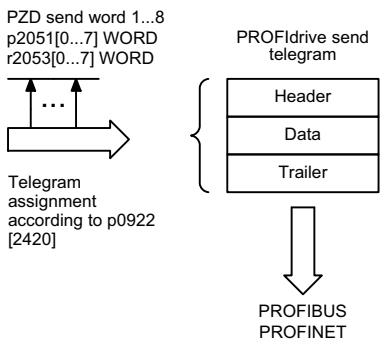 PZD send word 1...8
p2051[0...7] WORD
r2053[0...7] WORD
...
Telegram
assignment
according to p0922
[2420]
PROFIdrive send
telegram
Header
Data
Trailer
PROFIBUS
PROFINET